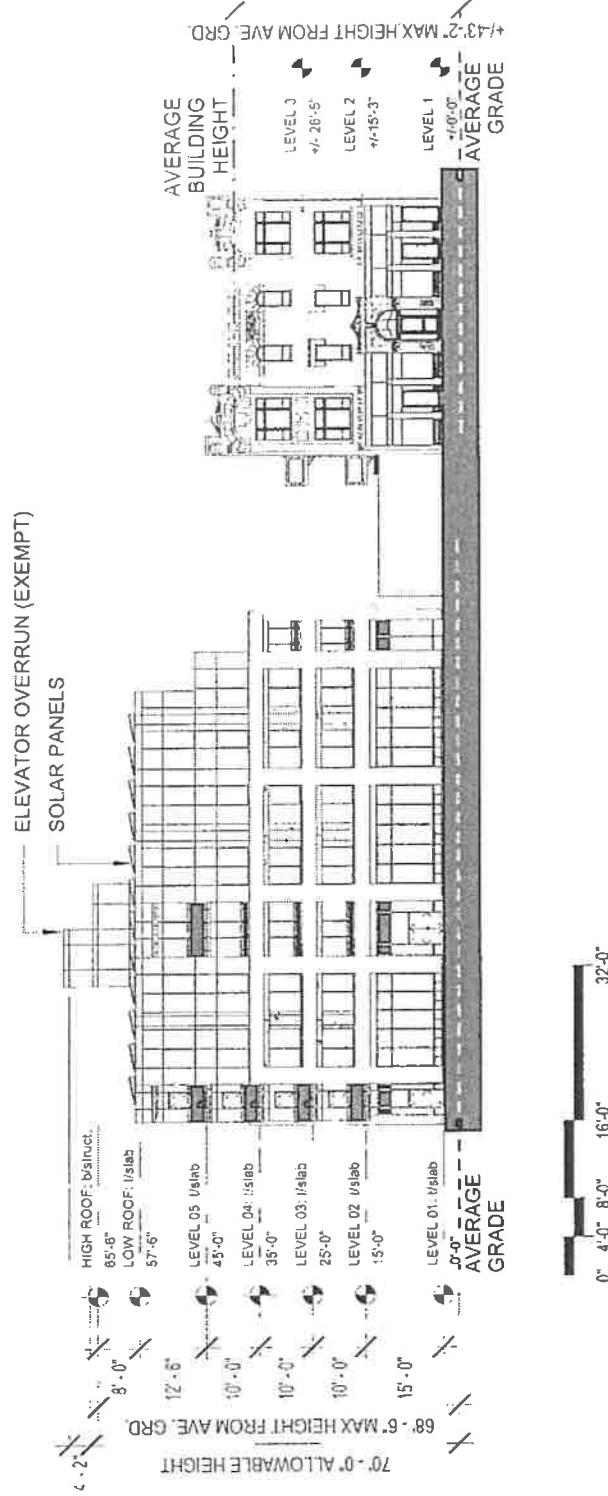 ELEVATOR OVERRUN (EXEMPT)
SOLAR PANELS
4'-2"
70'-0" ALLOWABLE HEIGHT
68'-6" MAX HEIGHT FROM AVE. GRD.
8'-0"
12'-6"
10'-0"
10'-0"
10'-0"
15'-0"
HIGH ROOF: b/struct.
65'-6"
LOW ROOF: t/slab
57'-6"
LEVEL 05 t/slab
45'-0"
LEVEL 04: t/slab
35'-0"
LEVEL 03: t/slab
25'-0"
LEVEL 02 t/slab
15'-0"
LEVEL 01: t/slab
0'-0"
AVERAGE
GRADE
AVERAGE
BUILDING
HEIGHT
LEVEL 3
+/- 26'-5"
LEVEL 2
+/-15'-3"
LEVEL 1
+/-0'-0"
AVERAGE
GRADE
+/-43'-2" MAX HEIGHT FROM AVE. GRD.
0" 4'-0" 8'-0" 16'-0" 32'-0"